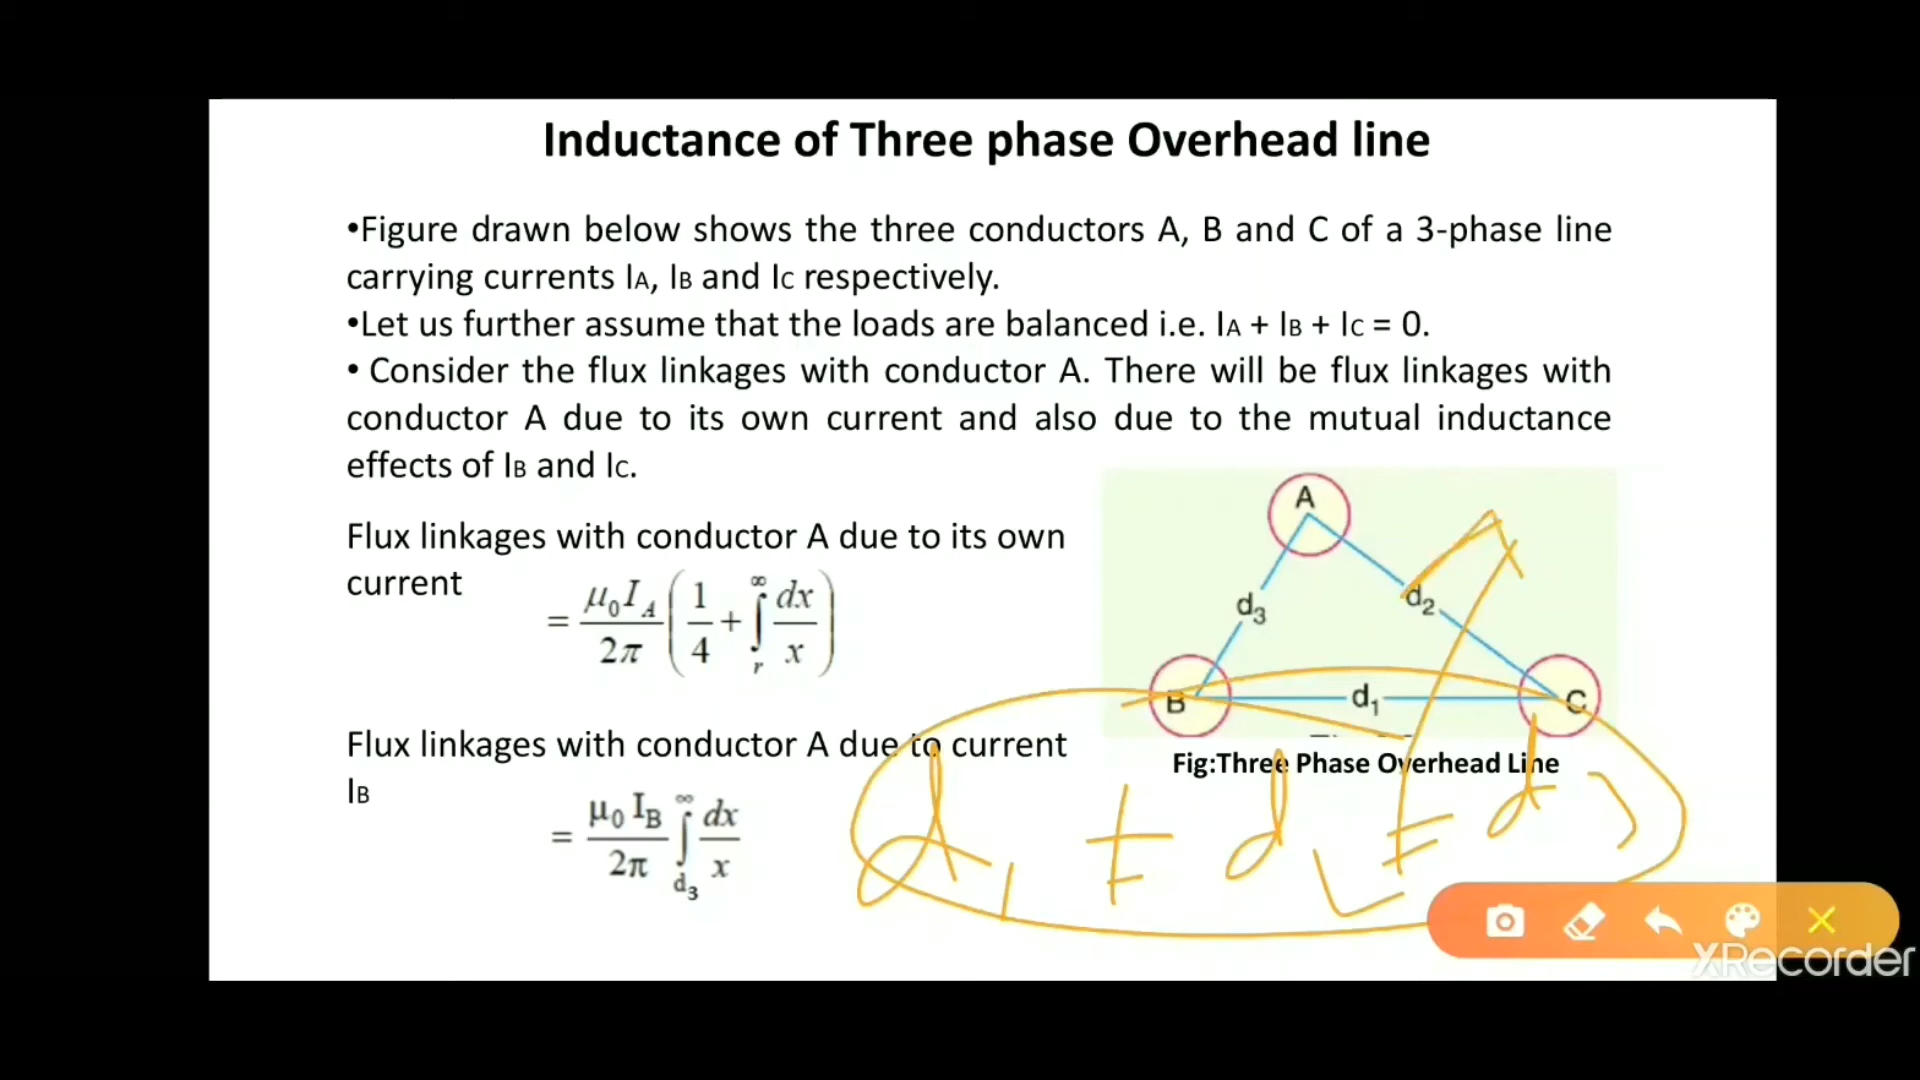 Inductance of Three phase Overhead line
•Figure drawn below shows the three conductors A, B and C of a 3-phase line
carrying currents IA, IB and IC respectively.
•Let us further assume that the loads are balanced i.e. IA + IB + IC = 0.
• Consider the flux linkages with conductor A. There will be flux linkages with
conductor A due to its own current and also due to the mutual inductance
effects of IB and IC.
Flux linkages with conductor A due to its own
current
= μ₀I_A / 2π ( 1/4 + ∫_r^∞ dx/x )
Flux linkages with conductor A due to current
IB
= μ₀ I_B / 2π ∫_d₃^∞ dx/x
A
d₃
d₂
B
d₁
C
Fig:Three Phase Overhead Line
d₁ ≠ d₂ ≠ d₃
XRecorder